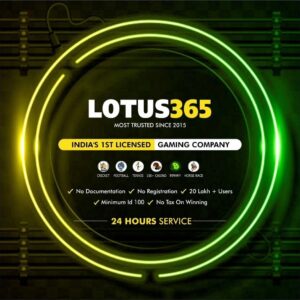 LOTUS365
MOST TRUSTED SINCE 2015
INDIA'S 1ST LICENSED GAMING COMPANY
CRICKET FOOTBALL TENNIS RUMMY HORSE RACE
✓ No Documentation ✓ No Registration ✓ 20 Lakh + Users
✓ Minimum Id 100 ✓ No Tax On Winning
24 HOURS SERVICE